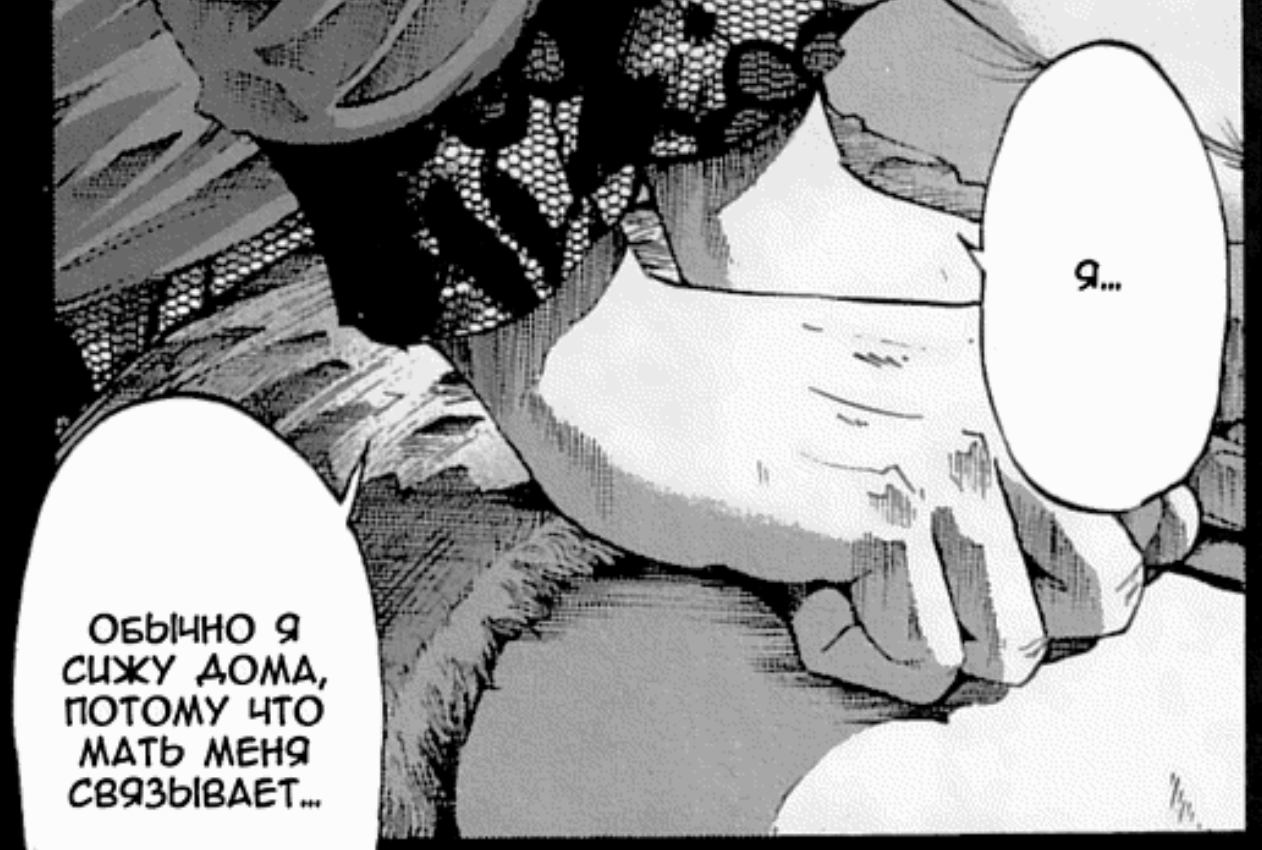 Я...
ОБЫЧНО Я
СИЖУ ДОМА,
ПОТОМУ ЧТО
МАТЬ МЕНЯ
СВЯЗЫВАЕТ...